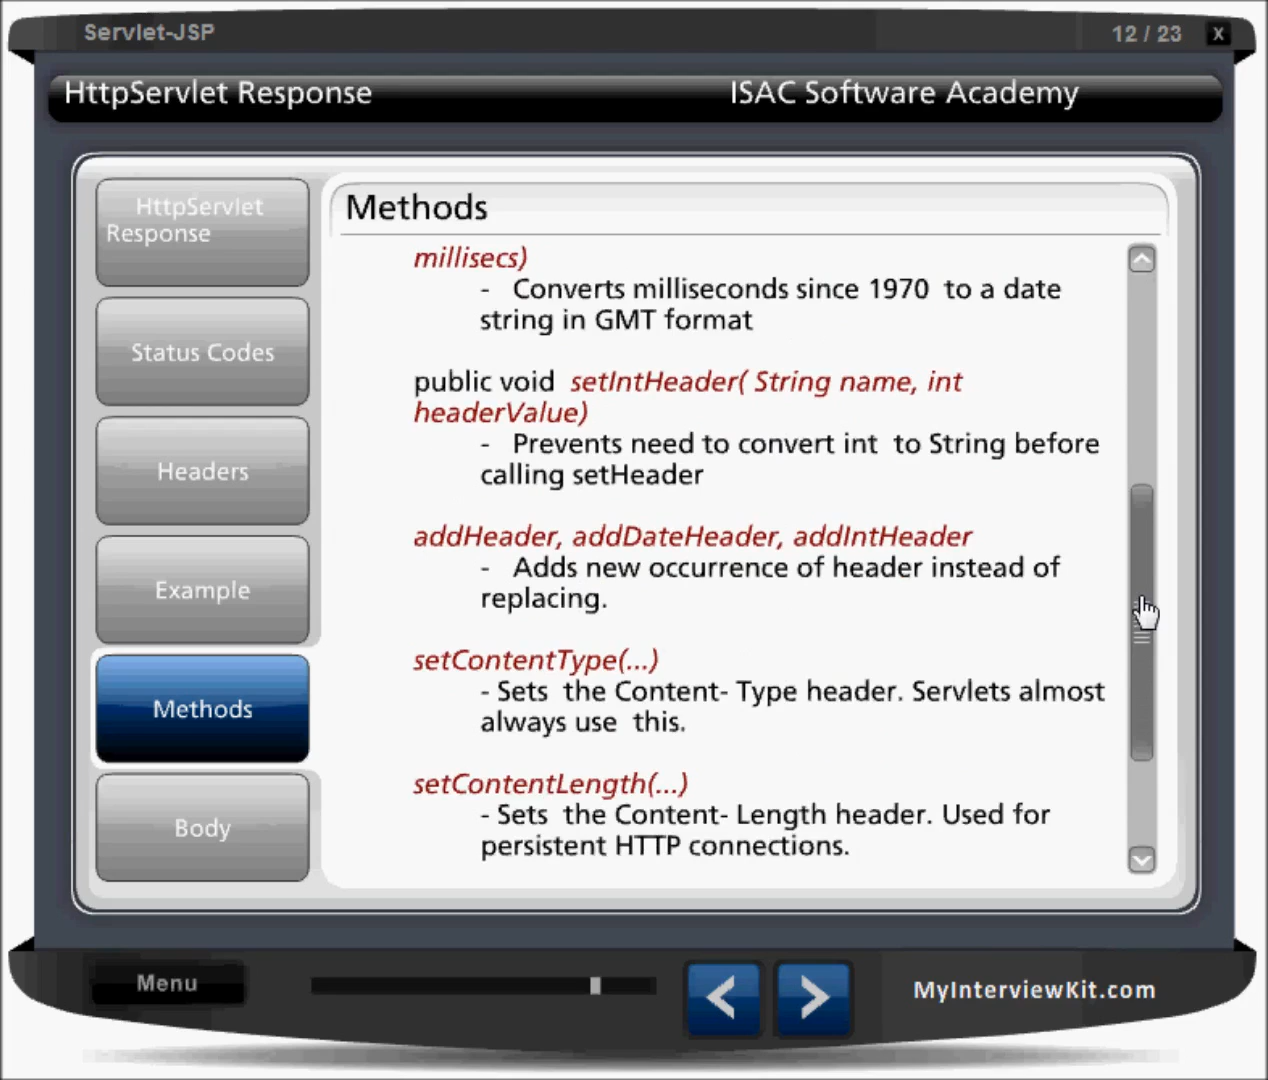 Servlet-JSP
12 / 23
X
HttpServlet Response
ISAC Software Academy
HttpServlet
Response
Status Codes
Headers
Example
Methods
Body
Methods
millisecs)
- Converts milliseconds since 1970 to a date
string in GMT format
public void setIntHeader( String name, int
headerValue)
- Prevents need to convert int to String before
calling setHeader
addHeader, addDateHeader, addIntHeader
- Adds new occurrence of header instead of
replacing.
setContentType(...)
- Sets the Content- Type header. Servlets almost
always use this.
setContentLength(...)
- Sets the Content- Length header. Used for
persistent HTTP connections.
Menu
MyInterviewKit.com